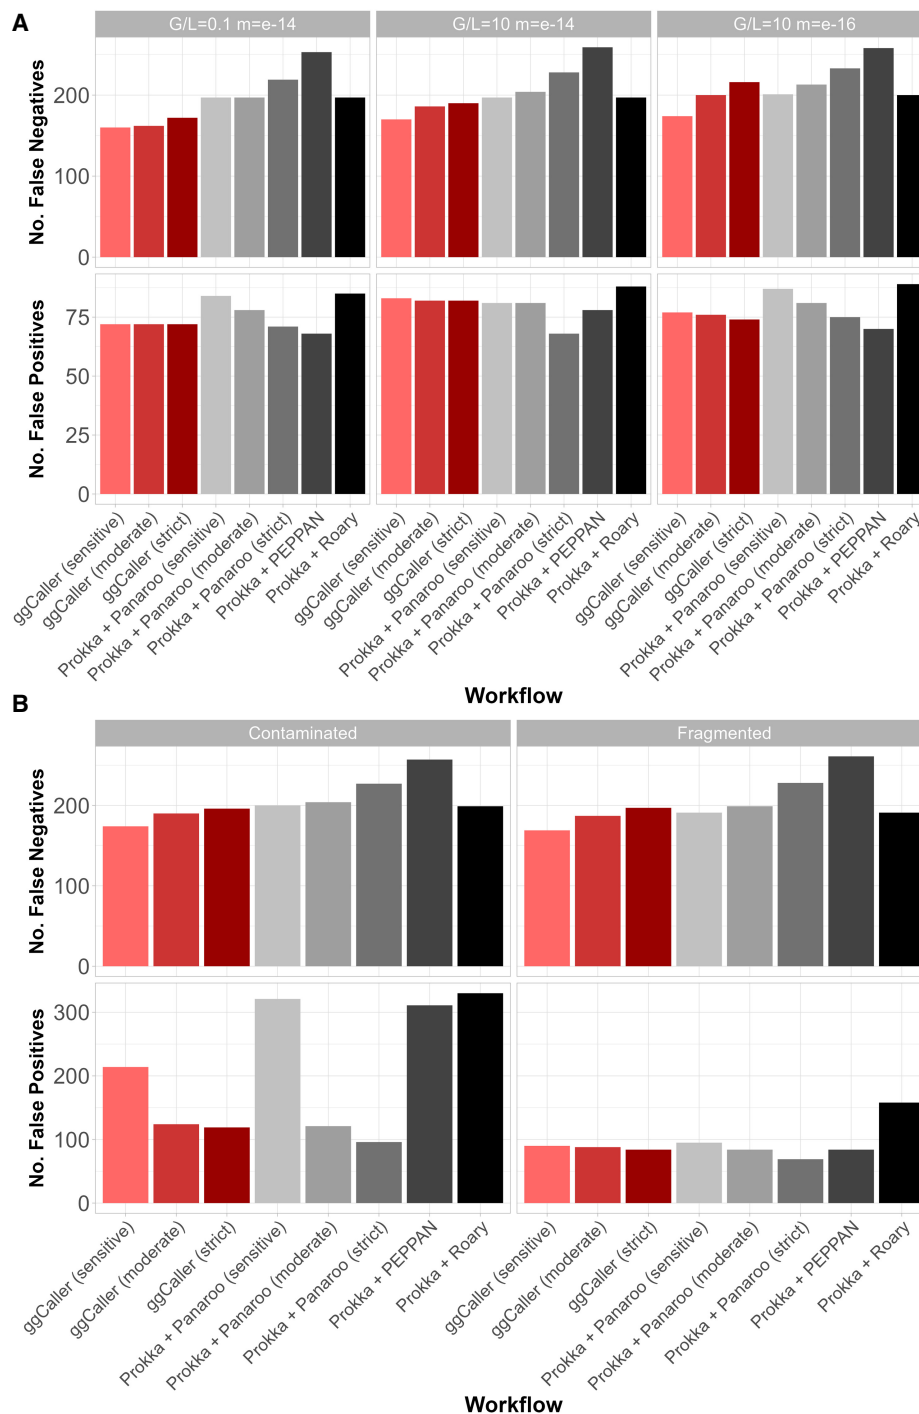 A
G/L=0.1 m=e-14
G/L=10 m=e-14
G/L=10 m=e-16
No. False Negatives
200
100
0
No. False Positives
75
50
25
0
ggCaller (sensitive)
ggCaller (moderate)
ggCaller (strict)
Prokka + Panaroo (sensitive)
Prokka + Panaroo (moderate)
Prokka + Panaroo (strict)
Prokka + PEPPAN
Prokka + Roary
ggCaller (sensitive)
ggCaller (moderate)
ggCaller (strict)
Prokka + Panaroo (sensitive)
Prokka + Panaroo (moderate)
Prokka + Panaroo (strict)
Prokka + PEPPAN
Prokka + Roary
ggCaller (sensitive)
ggCaller (moderate)
ggCaller (strict)
Prokka + Panaroo (sensitive)
Prokka + Panaroo (moderate)
Prokka + Panaroo (strict)
Prokka + PEPPAN
Prokka + Roary
Workflow
B
Contaminated
Fragmented
No. False Negatives
200
100
0
No. False Positives
300
200
100
0
ggCaller (sensitive)
ggCaller (moderate)
ggCaller (strict)
Prokka + Panaroo (sensitive)
Prokka + Panaroo (moderate)
Prokka + Panaroo (strict)
Prokka + PEPPAN
Prokka + Roary
ggCaller (sensitive)
ggCaller (moderate)
ggCaller (strict)
Prokka + Panaroo (sensitive)
Prokka + Panaroo (moderate)
Prokka + Panaroo (strict)
Prokka + PEPPAN
Prokka + Roary
Workflow